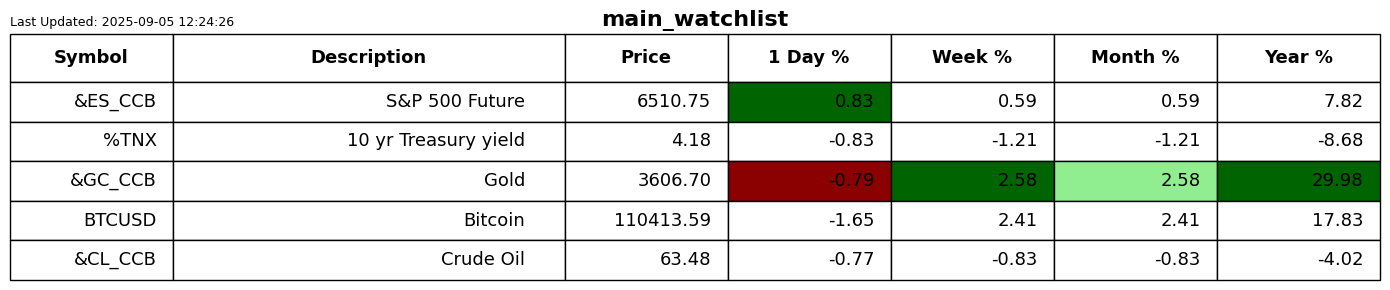 Last Updated: 2025-09-05 12:24:26
main_watchlist
Symbol Description Price 1 Day % Week % Month % Year %
&ES_CCB S&P 500 Future 6510.75 0.83 0.59 0.59 7.82
%TNX 10 yr Treasury yield 4.18 -0.83 -1.21 -1.21 -8.68
&GC_CCB Gold 3606.70 -0.79 2.58 2.58 29.98
BTCUSD Bitcoin 110413.59 -1.65 2.41 2.41 17.83
&CL_CCB Crude Oil 63.48 -0.77 -0.83 -0.83 -4.02